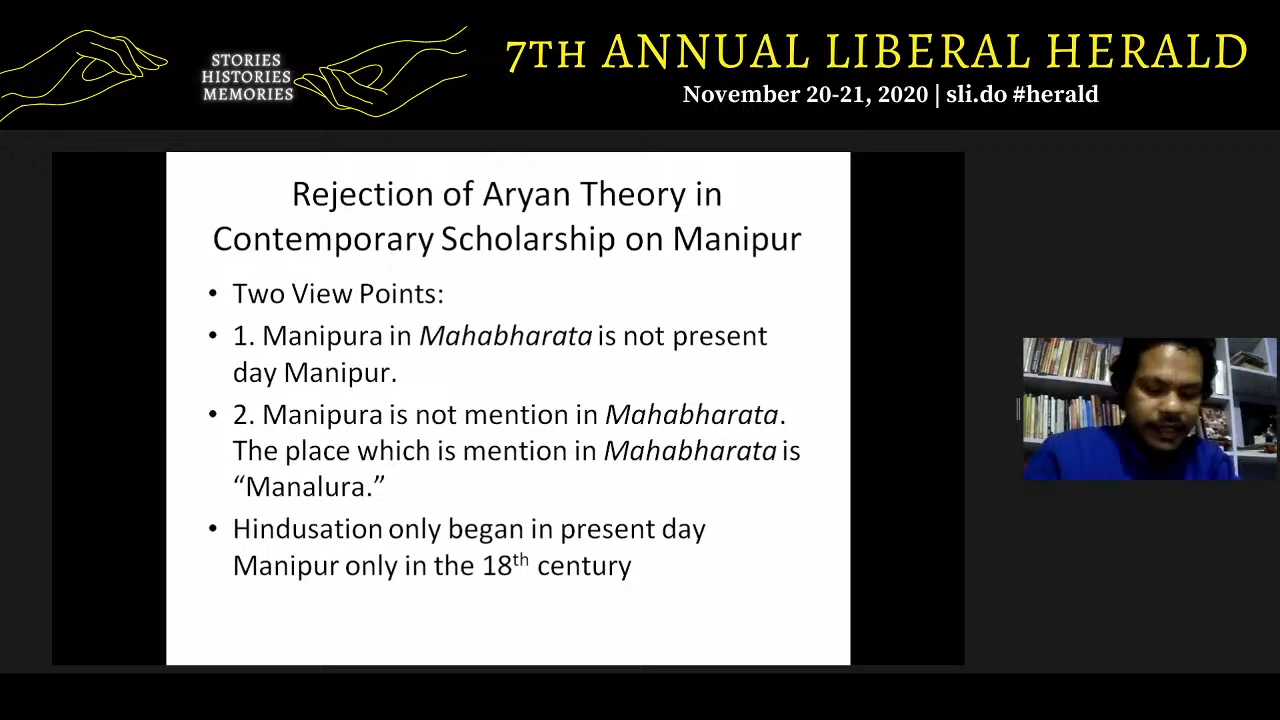 STORIES
HISTORIES
MEMORIES
7TH ANNUAL LIBERAL HERALD
November 20-21, 2020 | sli.do #herald
Rejection of Aryan Theory in
Contemporary Scholarship on Manipur
• Two View Points:
• 1. Manipura in Mahabharata is not present
day Manipur.
• 2. Manipura is not mention in Mahabharata.
The place which is mention in Mahabharata is
“Manalura.”
• Hindusation only began in present day
Manipur only in the 18th century